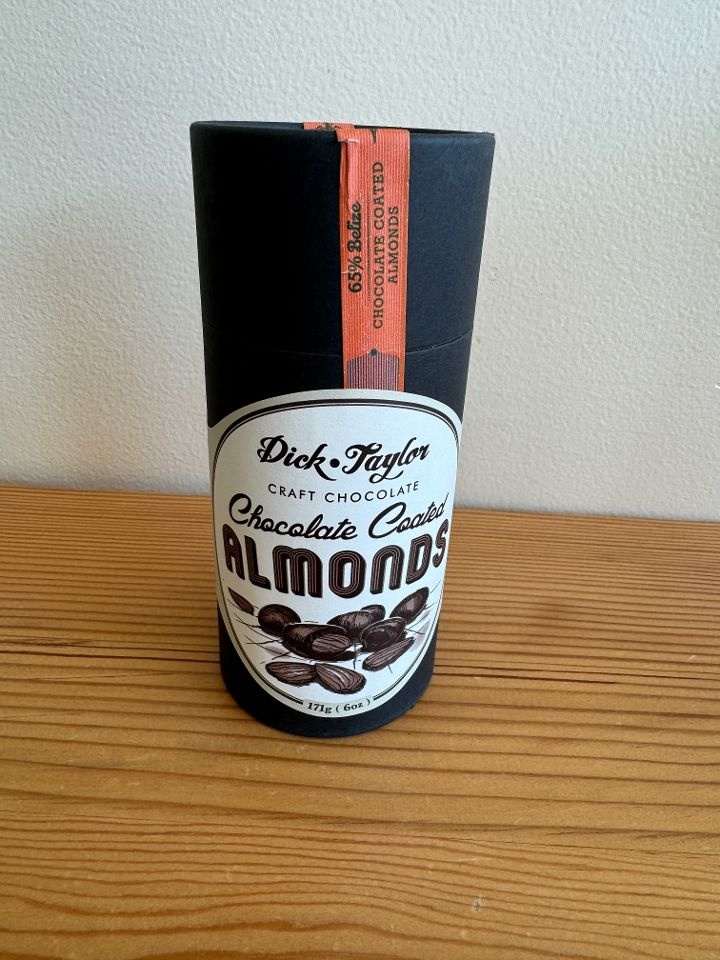 65% Belize
CHOCOLATE COATED
ALMONDS
Dick • Taylor
CRAFT CHOCOLATE
Chocolate Coated
ALMONDS
171g ( 6oz )